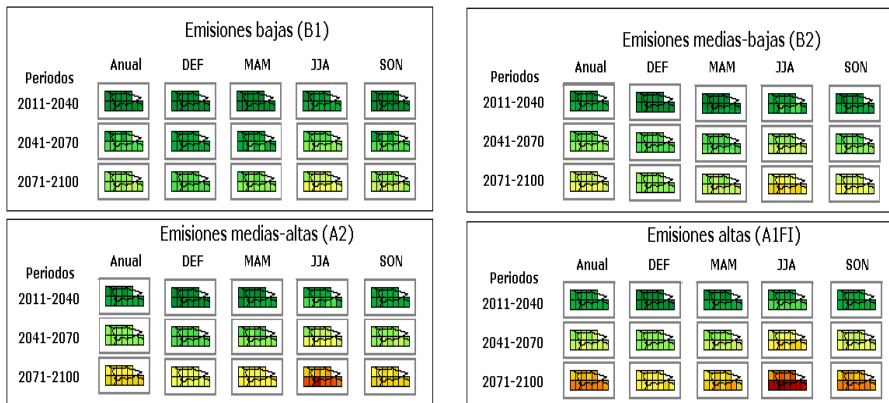 Emisiones bajas (B1)
Anual DEF MAM JJA SON
Periodos
2011-2040
2041-2070
2071-2100
Emisiones medias-bajas (B2)
Anual DEF MAM JJA SON
Periodos
2011-2040
2041-2070
2071-2100
Emisiones medias-altas (A2)
Anual DEF MAM JJA SON
Periodos
2011-2040
2041-2070
2071-2100
Emisiones altas (A1FI)
Anual DEF MAM JJA SON
Periodos
2011-2040
2041-2070
2071-2100